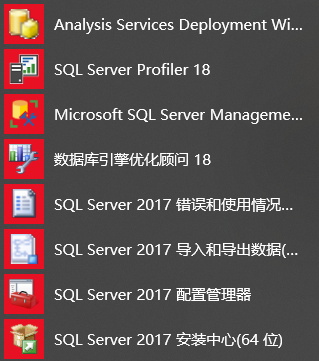 Analysis Services Deployment Wi...
SQL Server Profiler 18
Microsoft SQL Server Manageme...
数据库引擎优化顾问 18
SQL Server 2017 错误和使用情况...
SQL Server 2017 导入和导出数据(...
SQL Server 2017 配置管理器
SQL Server 2017 安装中心(64 位)